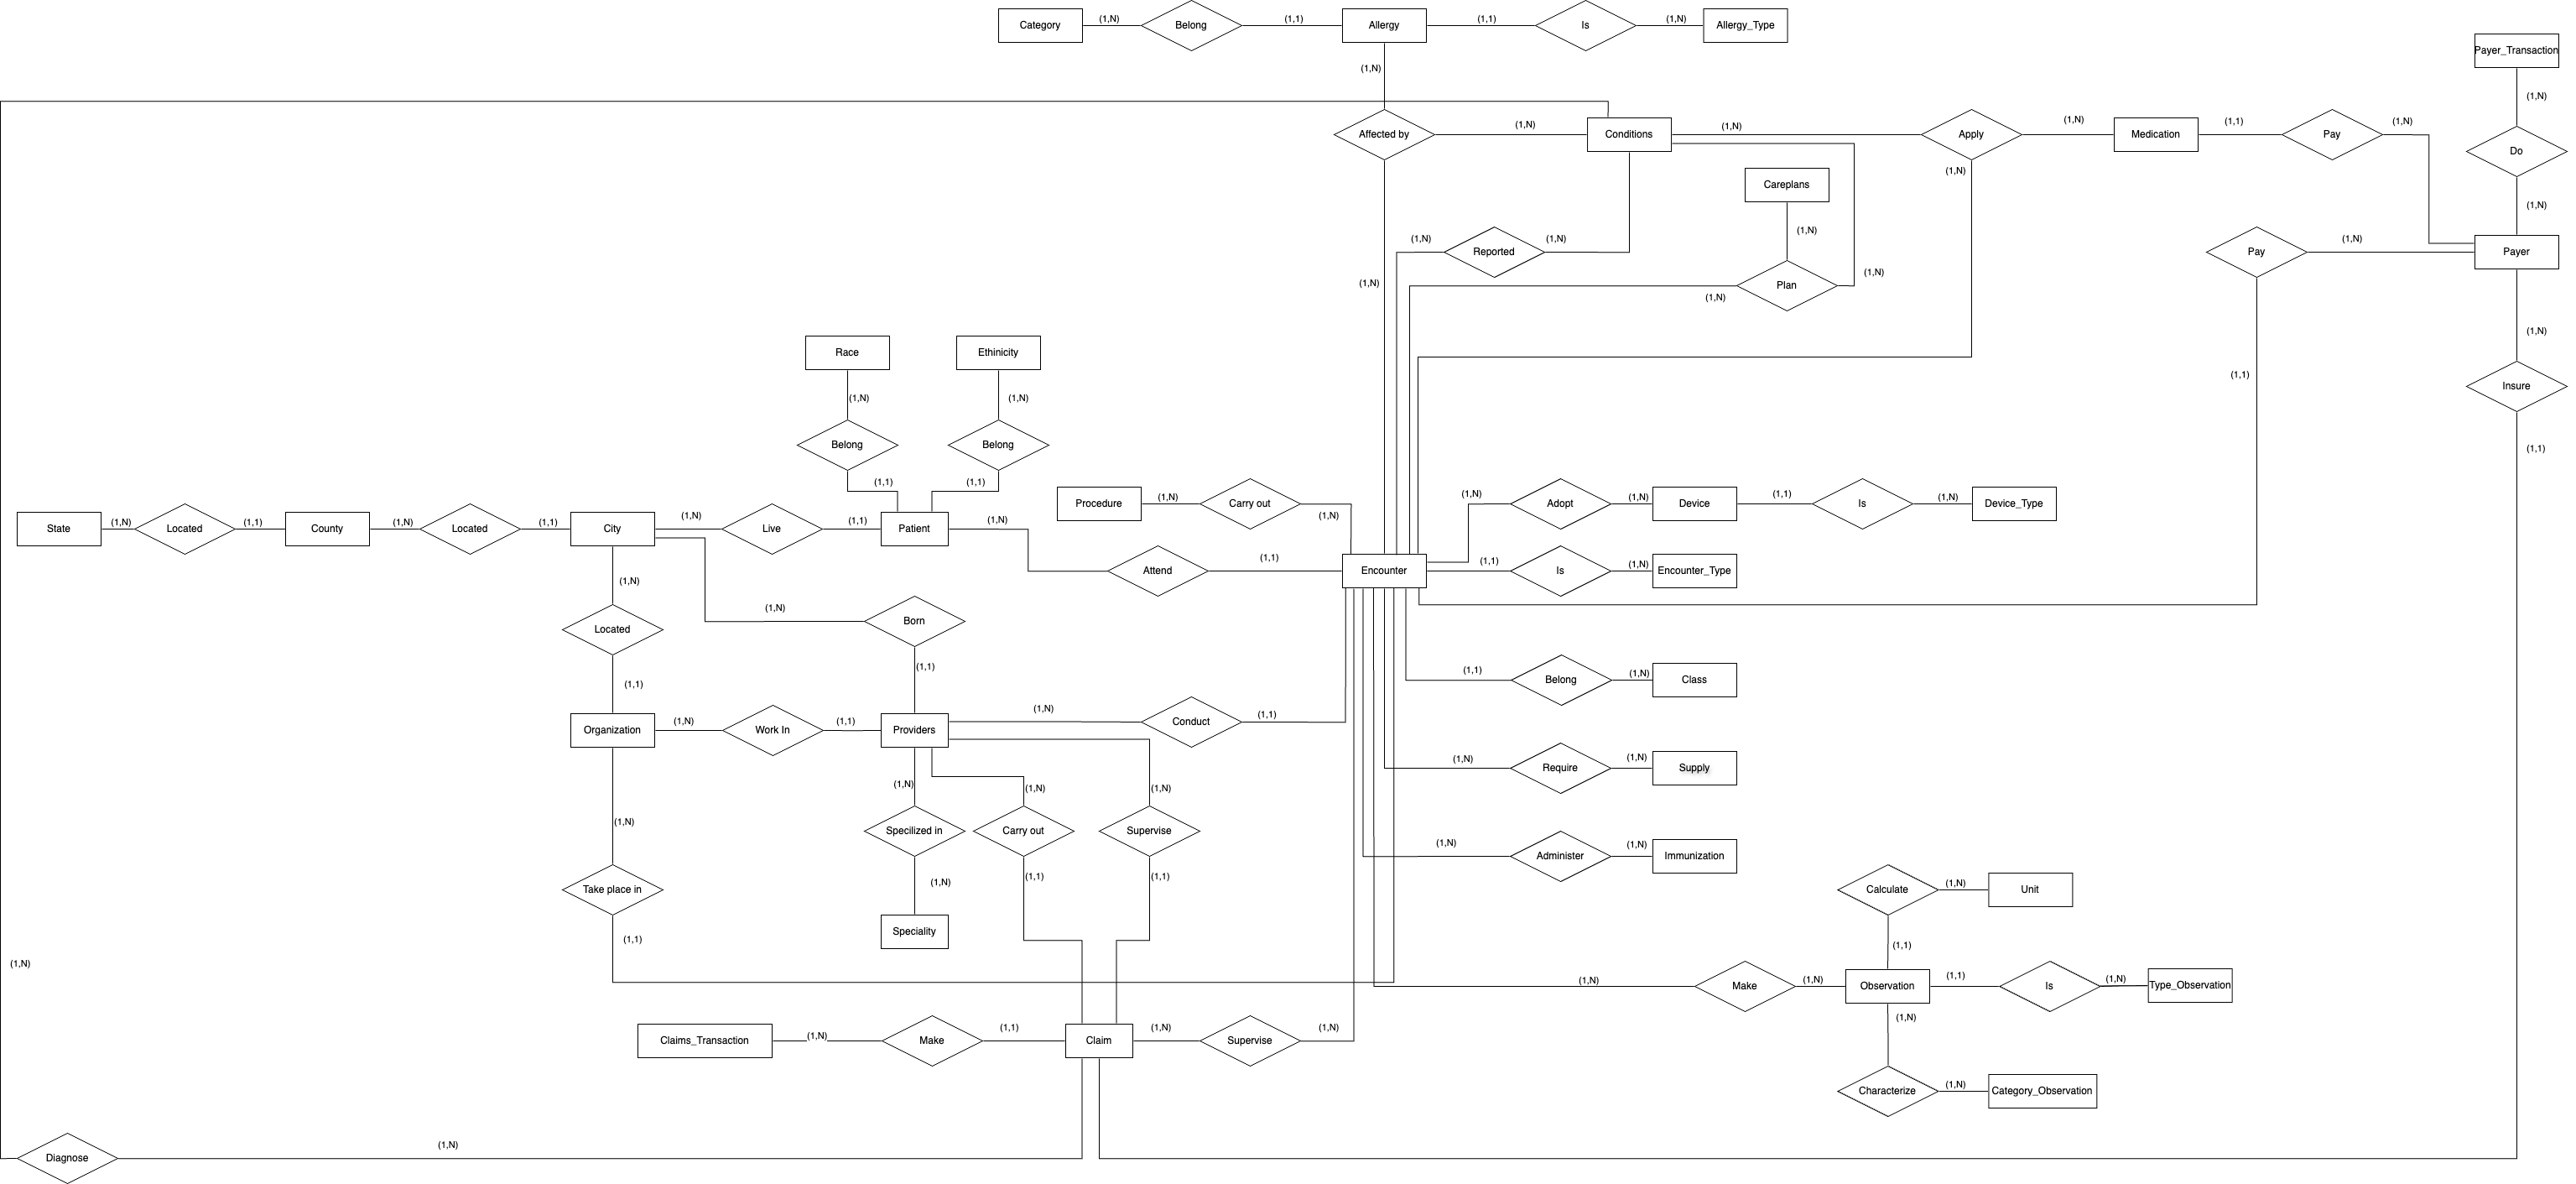 Category
(1,N)
Belong
(1,1)
Allergy
(1,1)
Is
(1,N)
Allergy_Type
Payer_Transaction
(1,N)
(1,N)
Affected by
(1,N)
Conditions
(1,N)
Apply
(1,N)
Medication
(1,1)
Pay
(1,N)
Do
(1,N)
Careplans
(1,N)
(1,N)
Reported
(1,N)
(1,N)
Pay
(1,N)
Payer
(1,N)
(1,N)
Plan
(1,N)
(1,N)
(1,N)
(1,1)
Insure
(1,1)
Race
Ethinicity
(1,N)
(1,N)
Belong
Belong
(1,1)
(1,1)
Procedure
(1,N)
Carry out
(1,N)
(1,N)
Adopt
(1,N)
Device
(1,1)
Is
(1,N)
Device_Type
State
(1,N)
Located
(1,1)
County
(1,N)
Located
(1,1)
City
(1,N)
Live
(1,1)
Patient
(1,N)
Attend
(1,1)
Encounter
(1,1)
Is
(1,N)
Encounter_Type
(1,N)
Located
(1,1)
(1,N)
Born
(1,1)
(1,1)
Belong
(1,N)
Class
Organization
(1,N)
Work In
(1,1)
Providers
(1,N)
Conduct
(1,1)
(1,N)
Require
(1,N)
Supply
(1,N)
(1,N)
(1,N)
(1,N)
Specilized in
Carry out
Supervise
(1,N)
(1,1)
(1,1)
Speciality
(1,N)
Administer
(1,N)
Immunization
Take place in
(1,1)
Calculate
(1,N)
Unit
(1,1)
(1,N)
(1,N)
Make
(1,N)
Observation
(1,1)
Is
(1,N)
Type_Observation
(1,N)
Claims_Transaction
(1,N)
Make
(1,1)
Claim
(1,N)
Supervise
(1,N)
Characterize
(1,N)
Category_Observation
Diagnose
(1,N)